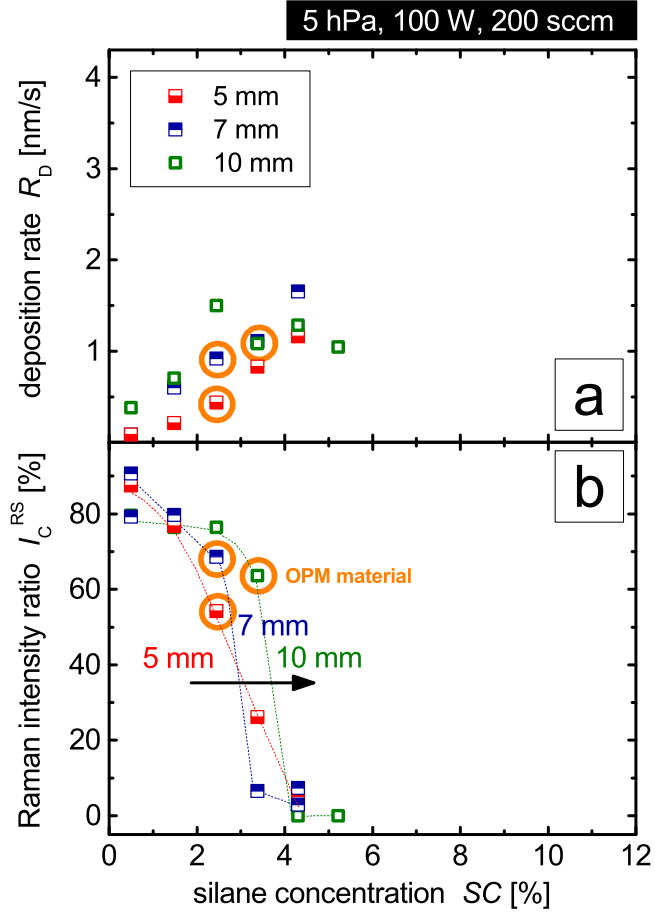 5 hPa, 100 W, 200 sccm
deposition rate R_D [nm/s]
4
3
2
1
5 mm
7 mm
10 mm
a
Raman intensity ratio I_C^RS [%]
80
60
40
20
0
b
OPM material
7 mm
5 mm
10 mm
0 2 4 6 8 10 12
silane concentration SC [%]